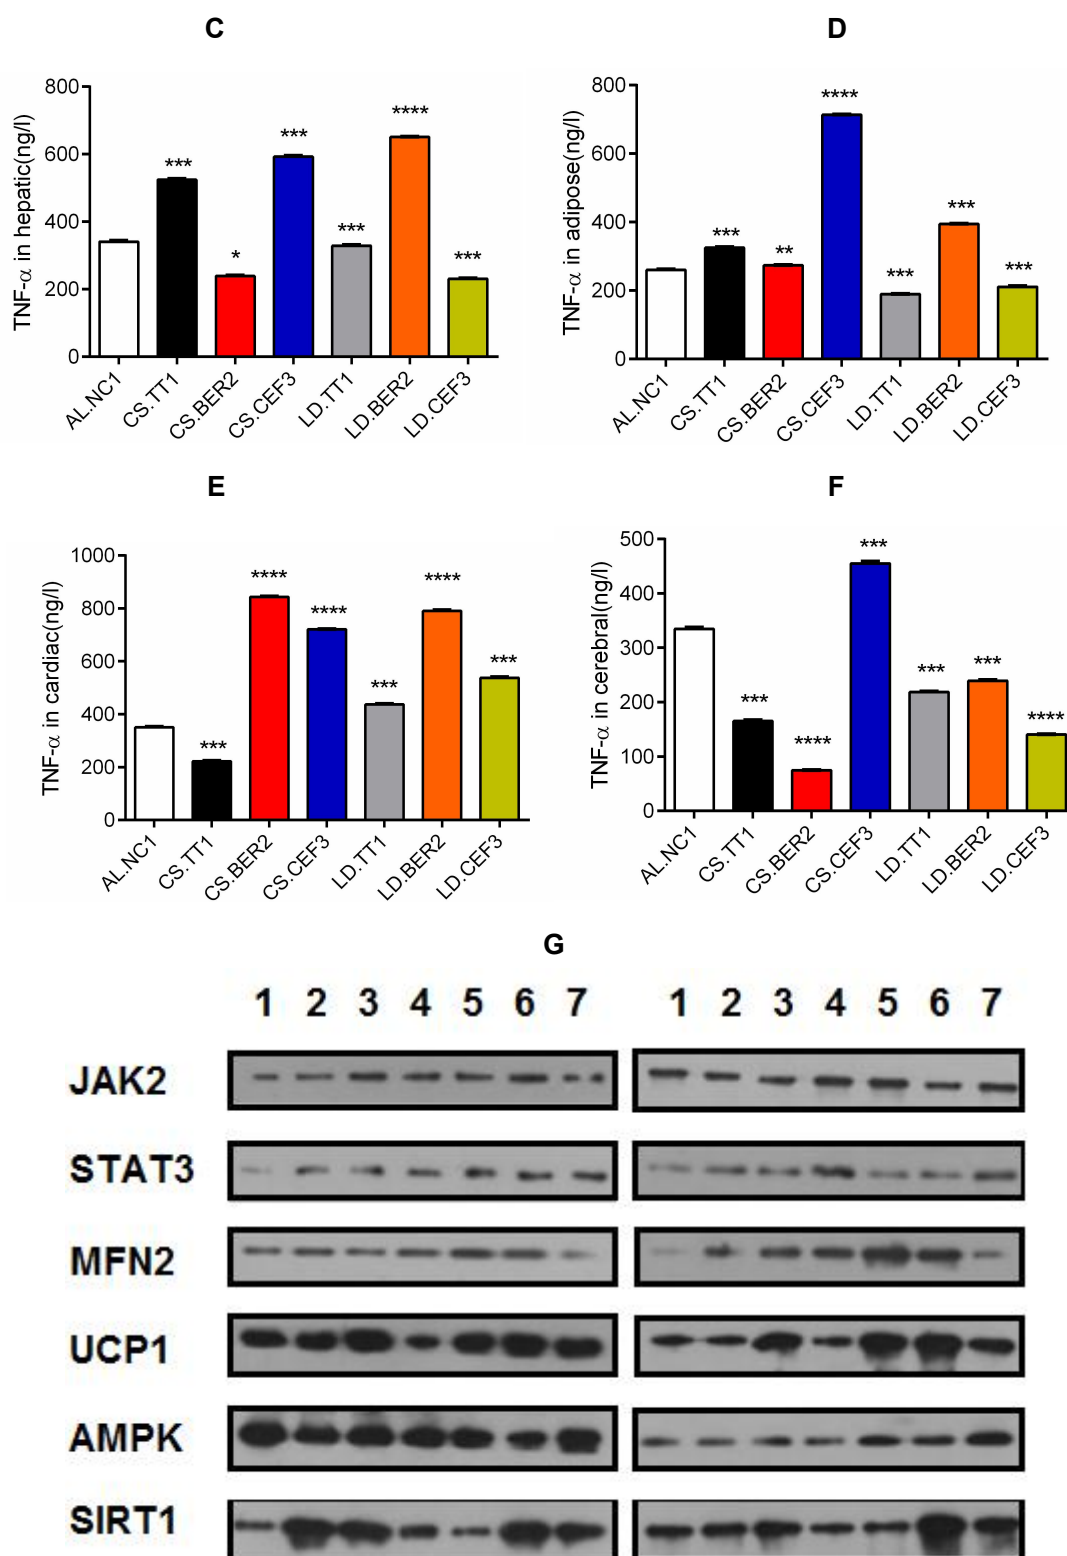 C
TNF-α in hepatic(ng/l)
800
600
400
200
0
***
*
***
***
****
***
AL.NC1
CS.TT1
CS.BER2
CS.CEF3
LD.TT1
LD.BER2
LD.CEF3
D
TNF-α in adipose(ng/l)
800
600
400
200
0
***
**
****
***
***
***
AL.NC1
CS.TT1
CS.BER2
CS.CEF3
LD.TT1
LD.BER2
LD.CEF3
E
TNF-α in cardiac(ng/l)
1000
800
600
400
200
0
***
****
****
***
****
***
AL.NC1
CS.TT1
CS.BER2
CS.CEF3
LD.TT1
LD.BER2
LD.CEF3
F
TNF-α in cerebral(ng/l)
500
400
300
200
100
0
***
****
***
***
***
****
AL.NC1
CS.TT1
CS.BER2
CS.CEF3
LD.TT1
LD.BER2
LD.CEF3
G
1 2 3 4 5 6 7 1 2 3 4 5 6 7
JAK2
STAT3
MFN2
UCP1
AMPK
SIRT1